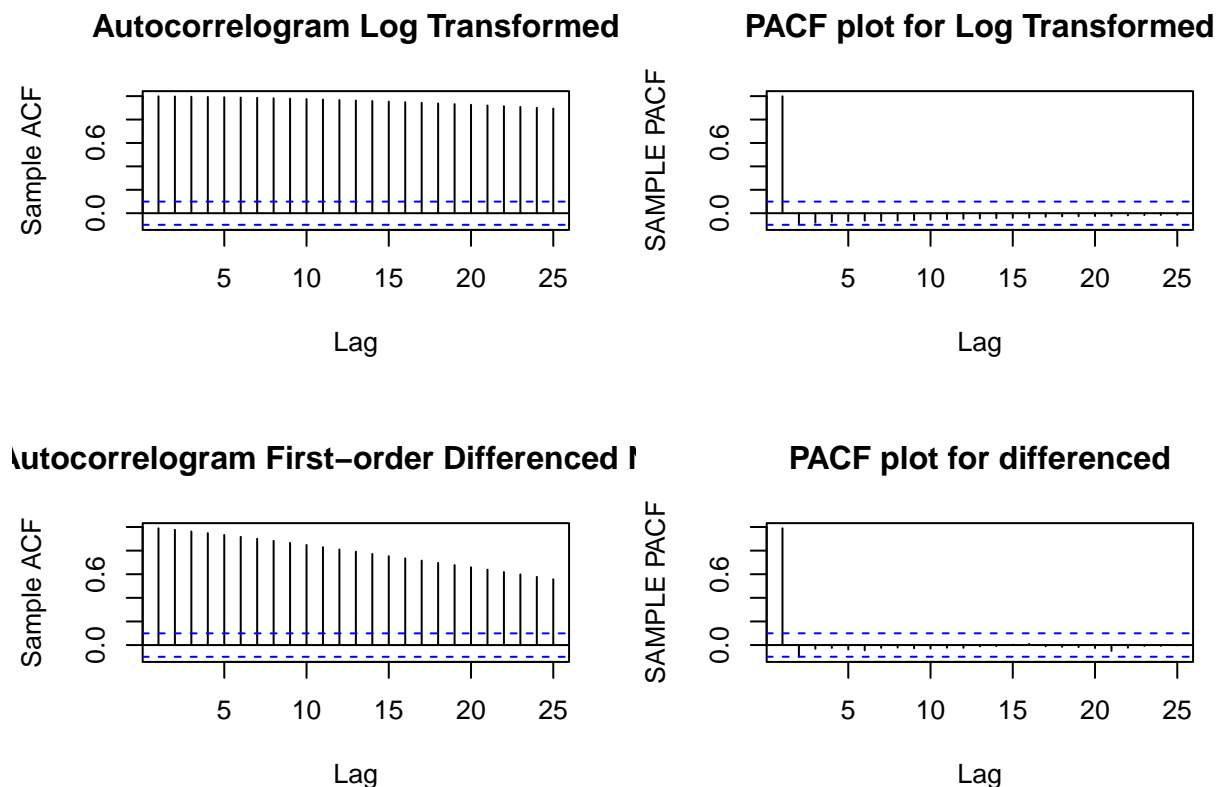 Autocorrelogram Log Transformed
Sample ACF
0.0 0.6
5 10 15 20 25
Lag
PACF plot for Log Transformed
SAMPLE PACF
0.0 0.6
5 10 15 20 25
Lag
Autocorrelogram First−order Differenced
Sample ACF
0.0 0.6
5 10 15 20 25
Lag
PACF plot for differenced
SAMPLE PACF
0.0 0.6
5 10 15 20 25
Lag